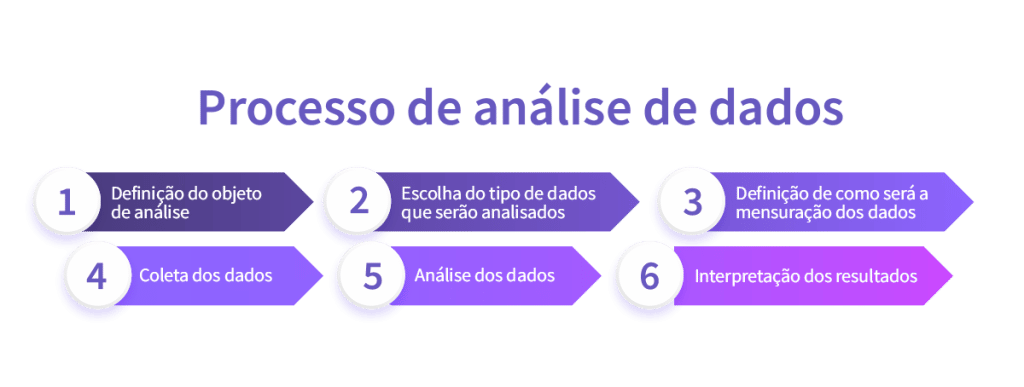 Processo de análise de dados
1
Definição do objeto
de análise
2
Escolha do tipo de dados
que serão analisados
3
Definição de como será a
mensuração dos dados
4
Coleta dos dados
5
Análise dos dados
6
Interpretação dos resultados